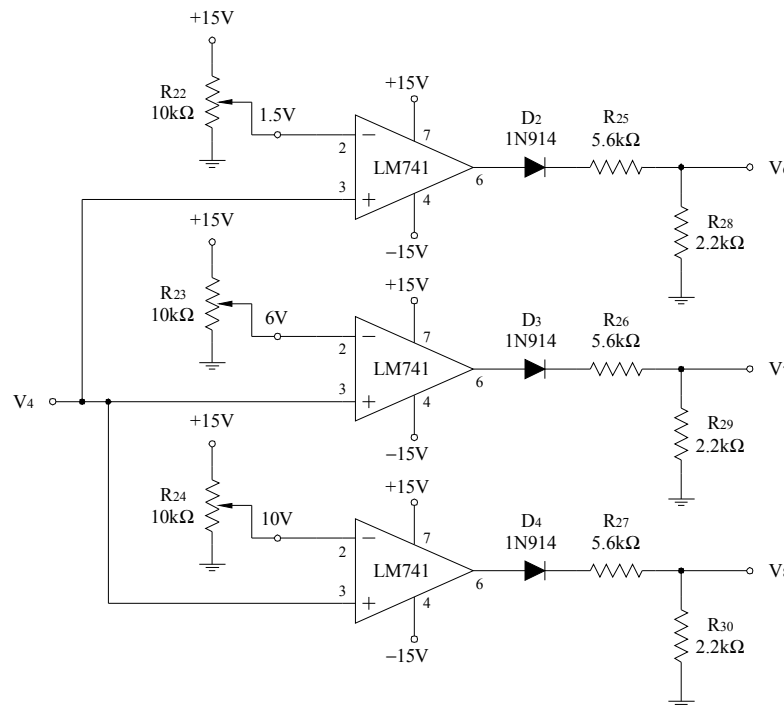 +15V
R22
10kΩ
1.5V
+15V
2
−
7
LM741
6
3
+
4
−15V
D2
1N914
R25
5.6kΩ
R28
2.2kΩ
+15V
R23
10kΩ
6V
+15V
2
−
7
LM741
6
3
+
4
−15V
D3
1N914
R26
5.6kΩ
R29
2.2kΩ
V4
+15V
R24
10kΩ
10V
+15V
2
−
7
LM741
6
3
+
4
−15V
D4
1N914
R27
5.6kΩ
R30
2.2kΩ